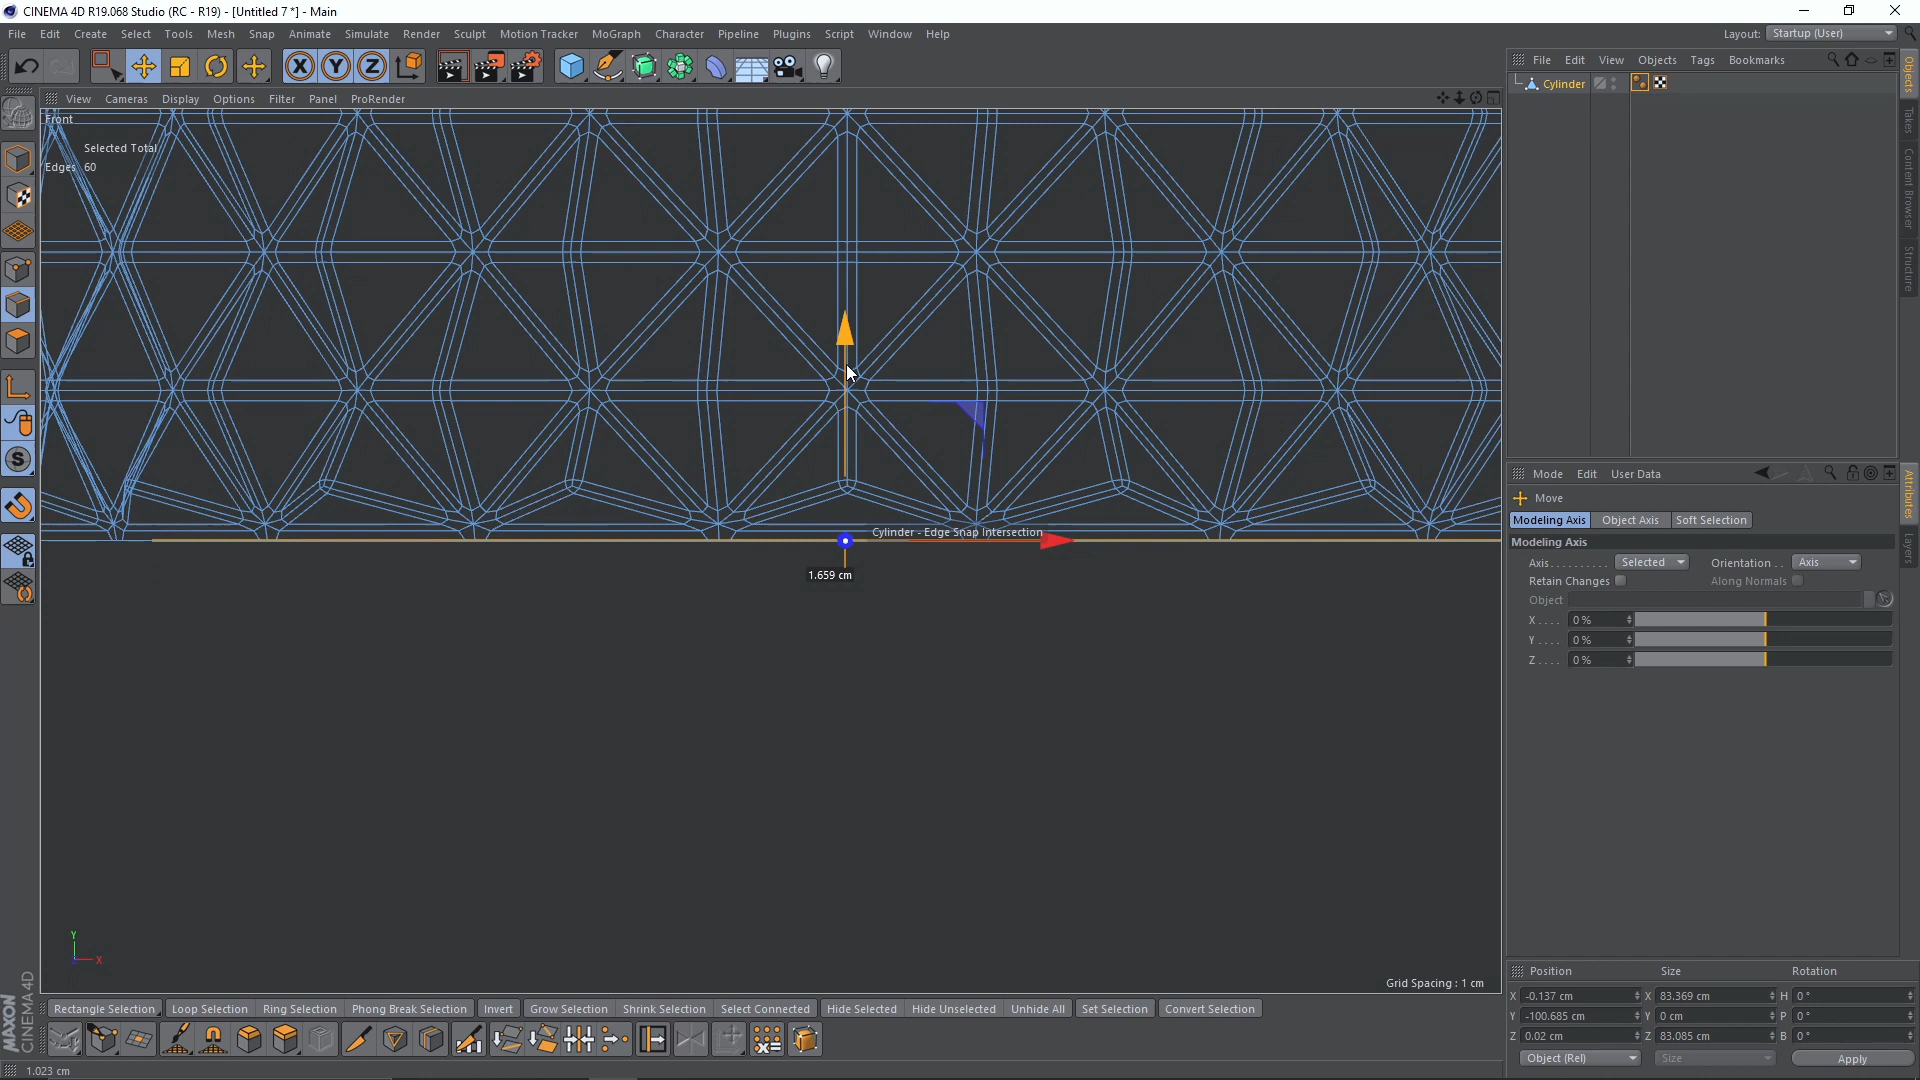 CINEMA 4D R19.068 Studio (RC - R19) - [Untitled 7 *] - Main
File Edit Create Select Tools Mesh Snap Animate Simulate Render Sculpt Motion Tracker MoGraph Character Pipeline Plugins Script Window Help
Layout: Startup (User)
X Y Z
View Cameras Display Options Filter Panel ProRender
File Edit View Objects Tags Bookmarks
Cylinder
Objects
Takes
Content Browser
Structure
Front
Selected Total
Edges 60
S
Cylinder - Edge Snap Intersection
1.659 cm
Y
X
Grid Spacing : 1 cm
Mode Edit User Data
Attributes
Layers
Move
Modeling Axis Object Axis Soft Selection
Modeling Axis
Axis.......... Selected Orientation .. Axis
Retain Changes Along Normals
Object
X.... 0 %
Y.... 0 %
Z.... 0 %
Position Size Rotation
X -0.137 cm X 83.369 cm H 0 °
Y -100.685 cm Y 0 cm P 0 °
Z 0.02 cm Z 83.085 cm B 0 °
Object (Rel) Size Apply
Rectangle Selection Loop Selection Ring Selection Phong Break Selection Invert Grow Selection Shrink Selection Select Connected Hide Selected Hide Unselected Unhide All Set Selection Convert Selection
MAXON
CINEMA 4D
1.023 cm